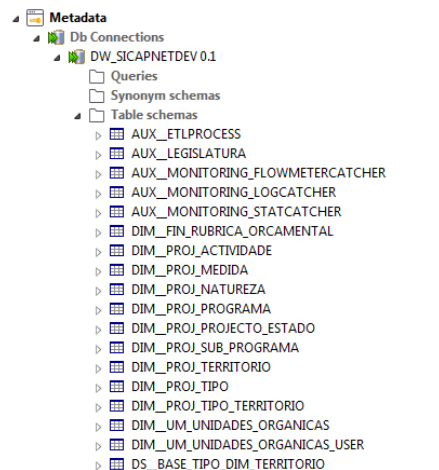 Metadata
Db Connections
DW_SICAPNETDEV 0.1
Queries
Synonym schemas
Table schemas
AUX__ETLPROCESS
AUX__LEGISLATURA
AUX__MONITORING_FLOWMETERCATCHER
AUX__MONITORING_LOGCATCHER
AUX__MONITORING_STATCATCHER
DIM__FIN_RUBRICA_ORCAMENTAL
DIM__PROJ_ACTIVIDADE
DIM__PROJ_MEDIDA
DIM__PROJ_NATUREZA
DIM__PROJ_PROGRAMA
DIM__PROJ_PROJECTO_ESTADO
DIM__PROJ_SUB_PROGRAMA
DIM__PROJ_TERRITORIO
DIM__PROJ_TIPO
DIM__PROJ_TIPO_TERRITORIO
DIM__UM_UNIDADES_ORGANICAS
DIM__UM_UNIDADES_ORGANICAS_USER
DS__BASE_TIPO_DIM_TERRITORIO